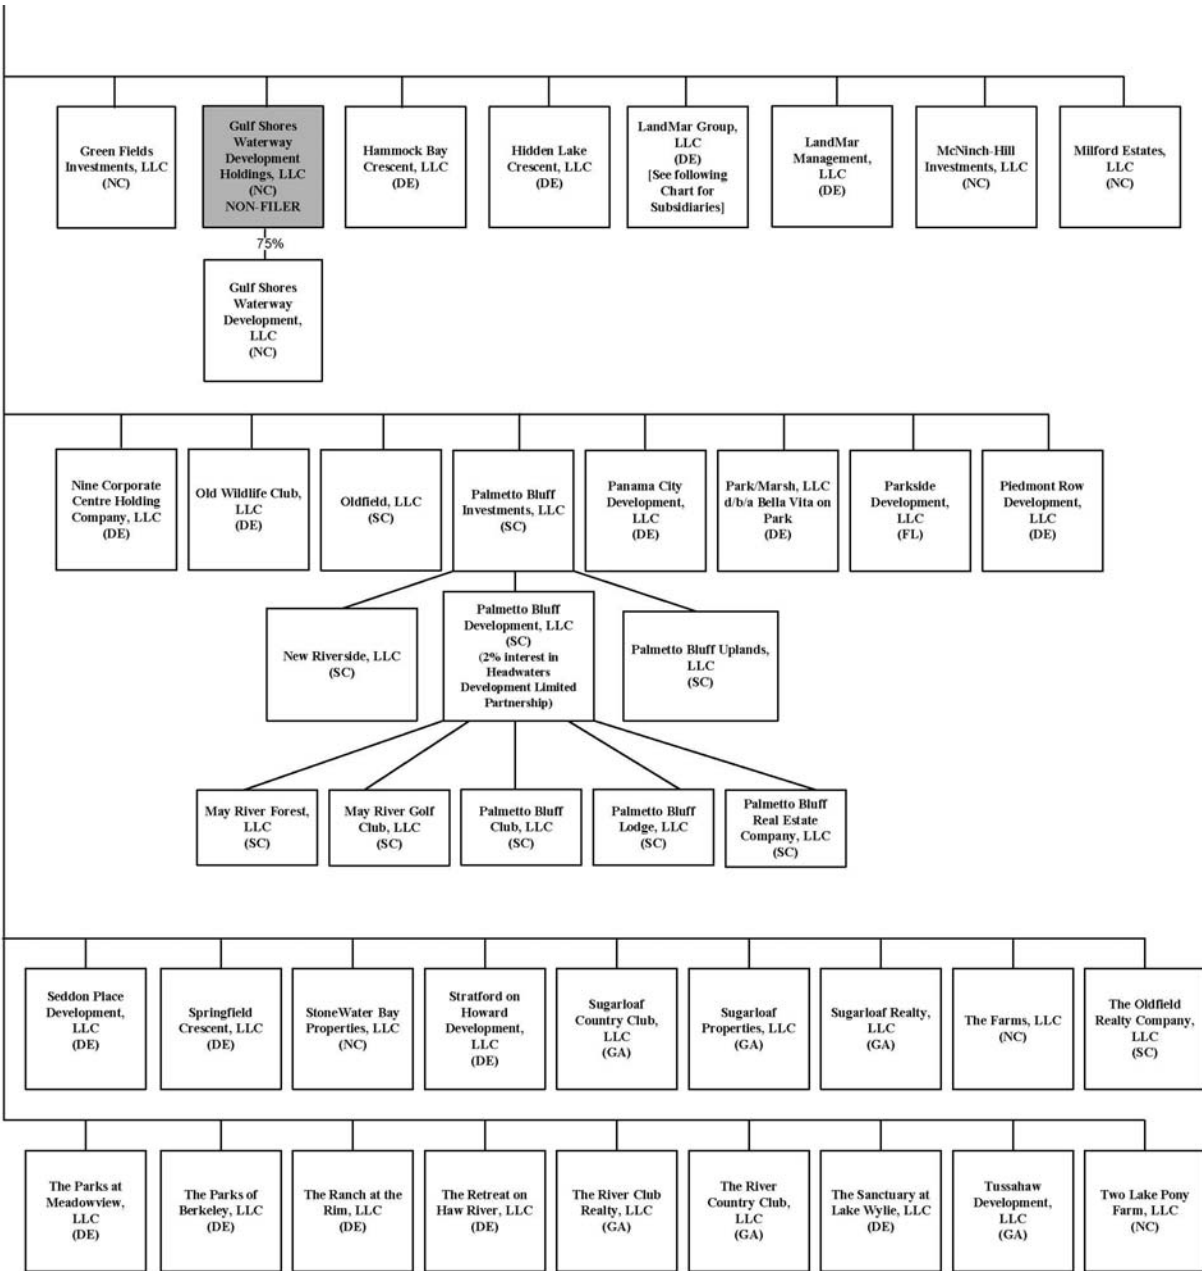 Green Fields
Investments, LLC
(NC)
Gulf Shores
Waterway
Development
Holdings, LLC
(NC)
NON-FILER
Hammock Bay
Crescent, LLC
(DE)
Hidden Lake
Crescent, LLC
(DE)
LandMar Group,
LLC
(DE)
[See following
Chart for
Subsidiaries]
LandMar
Management,
LLC
(DE)
McNinch-Hill
Investments, LLC
(NC)
Milford Estates,
LLC
(NC)
75%
Gulf Shores
Waterway
Development,
LLC
(NC)
Nine Corporate
Centre Holding
Company, LLC
(DE)
Old Wildlife Club,
LLC
(DE)
Oldfield, LLC
(SC)
Palmetto Bluff
Investments, LLC
(SC)
Panama City
Development,
LLC
(DE)
Park/Marsh, LLC
d/b/a Bella Vita on
Park
(DE)
Parkside
Development,
LLC
(FL)
Piedmont Row
Development,
LLC
(DE)
New Riverside, LLC
(SC)
Palmetto Bluff
Development, LLC
(SC)
(2% interest in
Headwaters
Development Limited
Partnership)
Palmetto Bluff Uplands,
LLC
(SC)
May River Forest,
LLC
(SC)
May River Golf
Club, LLC
(SC)
Palmetto Bluff
Club, LLC
(SC)
Palmetto Bluff
Lodge, LLC
(SC)
Palmetto Bluff
Real Estate
Company, LLC
(SC)
Seddon Place
Development,
LLC
(DE)
Springfield
Crescent, LLC
(DE)
StoneWater Bay
Properties, LLC
(NC)
Stratford on
Howard
Development,
LLC
(DE)
Sugarloaf
Country Club,
LLC
(GA)
Sugarloaf
Properties, LLC
(GA)
Sugarloaf Realty,
LLC
(GA)
The Farms, LLC
(NC)
The Oldfield
Realty Company,
LLC
(SC)
The Parks at
Meadowview,
LLC
(DE)
The Parks of
Berkeley, LLC
(DE)
The Ranch at the
Rim, LLC
(DE)
The Retreat on
Haw River, LLC
(DE)
The River Club
Realty, LLC
(GA)
The River
Country Club,
LLC
(GA)
The Sanctuary at
Lake Wylie, LLC
(DE)
Tussahaw
Development,
LLC
(GA)
Two Lake Pony
Farm, LLC
(NC)